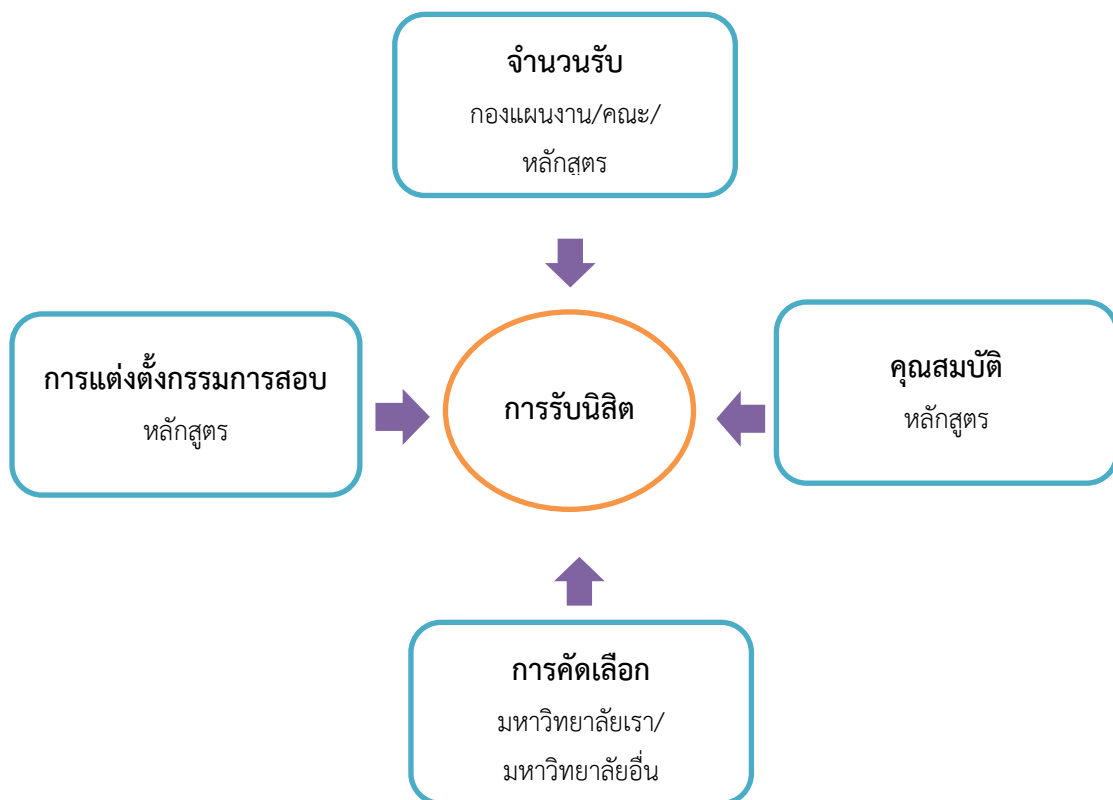 จำนวนรับ
กองแผนงาน/คณะ/
หลักสูตร
การแต่งตั้งกรรมการสอบ
หลักสูตร
การรับนิสิต
คุณสมบัติ
หลักสูตร
การคัดเลือก
มหาวิทยาลัยเรา/
มหาวิทยาลัยอื่น